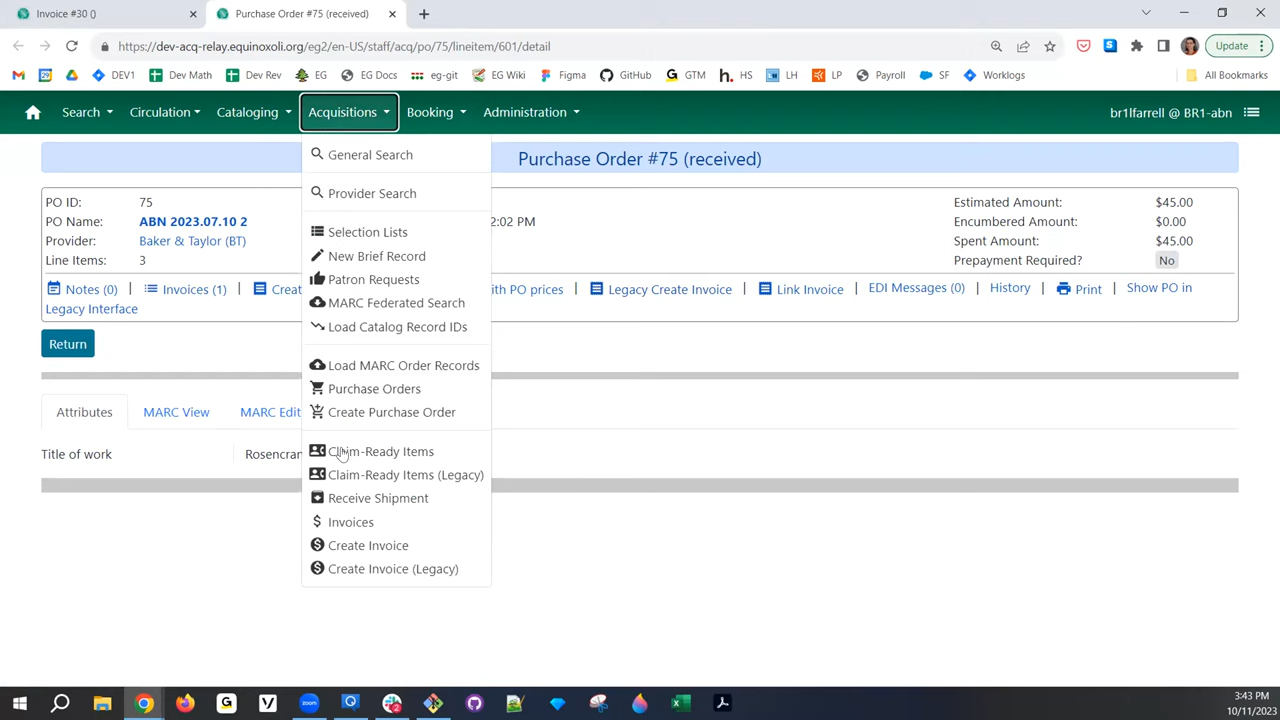 Invoice #30 ()
Purchase Order #75 (received)
https://dev-acq-relay.equinoxoli.org/eg2/en-US/staff/acq/po/75/lineitem/601/detail
Update
DEV1 Dev Math Dev Rev EG EG Docs eg-git EG Wiki Figma GitHub GTM HS LH LP Payroll SF Worklogs All Bookmarks
Search Circulation Cataloging Acquisitions Booking Administration br1lfarrell @ BR1-abn
Purchase Order #75 (received)
PO ID: 75
PO Name: ABN 2023.07.10 2
Provider: Baker & Taylor (BT)
Line Items: 3
2:02 PM
Estimated Amount: $45.00
Encumbered Amount: $0.00
Spent Amount: $45.00
Prepayment Required? No
Notes (0) | Invoices (1) | Creat
ith PO prices | Legacy Create Invoice | Link Invoice | EDI Messages (0) | History | Print | Show PO in
Legacy Interface
Return
Attributes MARC View MARC Edit
Title of work Rosencran
General Search
Provider Search
Selection Lists
New Brief Record
Patron Requests
MARC Federated Search
Load Catalog Record IDs
Load MARC Order Records
Purchase Orders
Create Purchase Order
Claim-Ready Items
Claim-Ready Items (Legacy)
Receive Shipment
Invoices
Create Invoice
Create Invoice (Legacy)
3:43 PM
10/11/2023